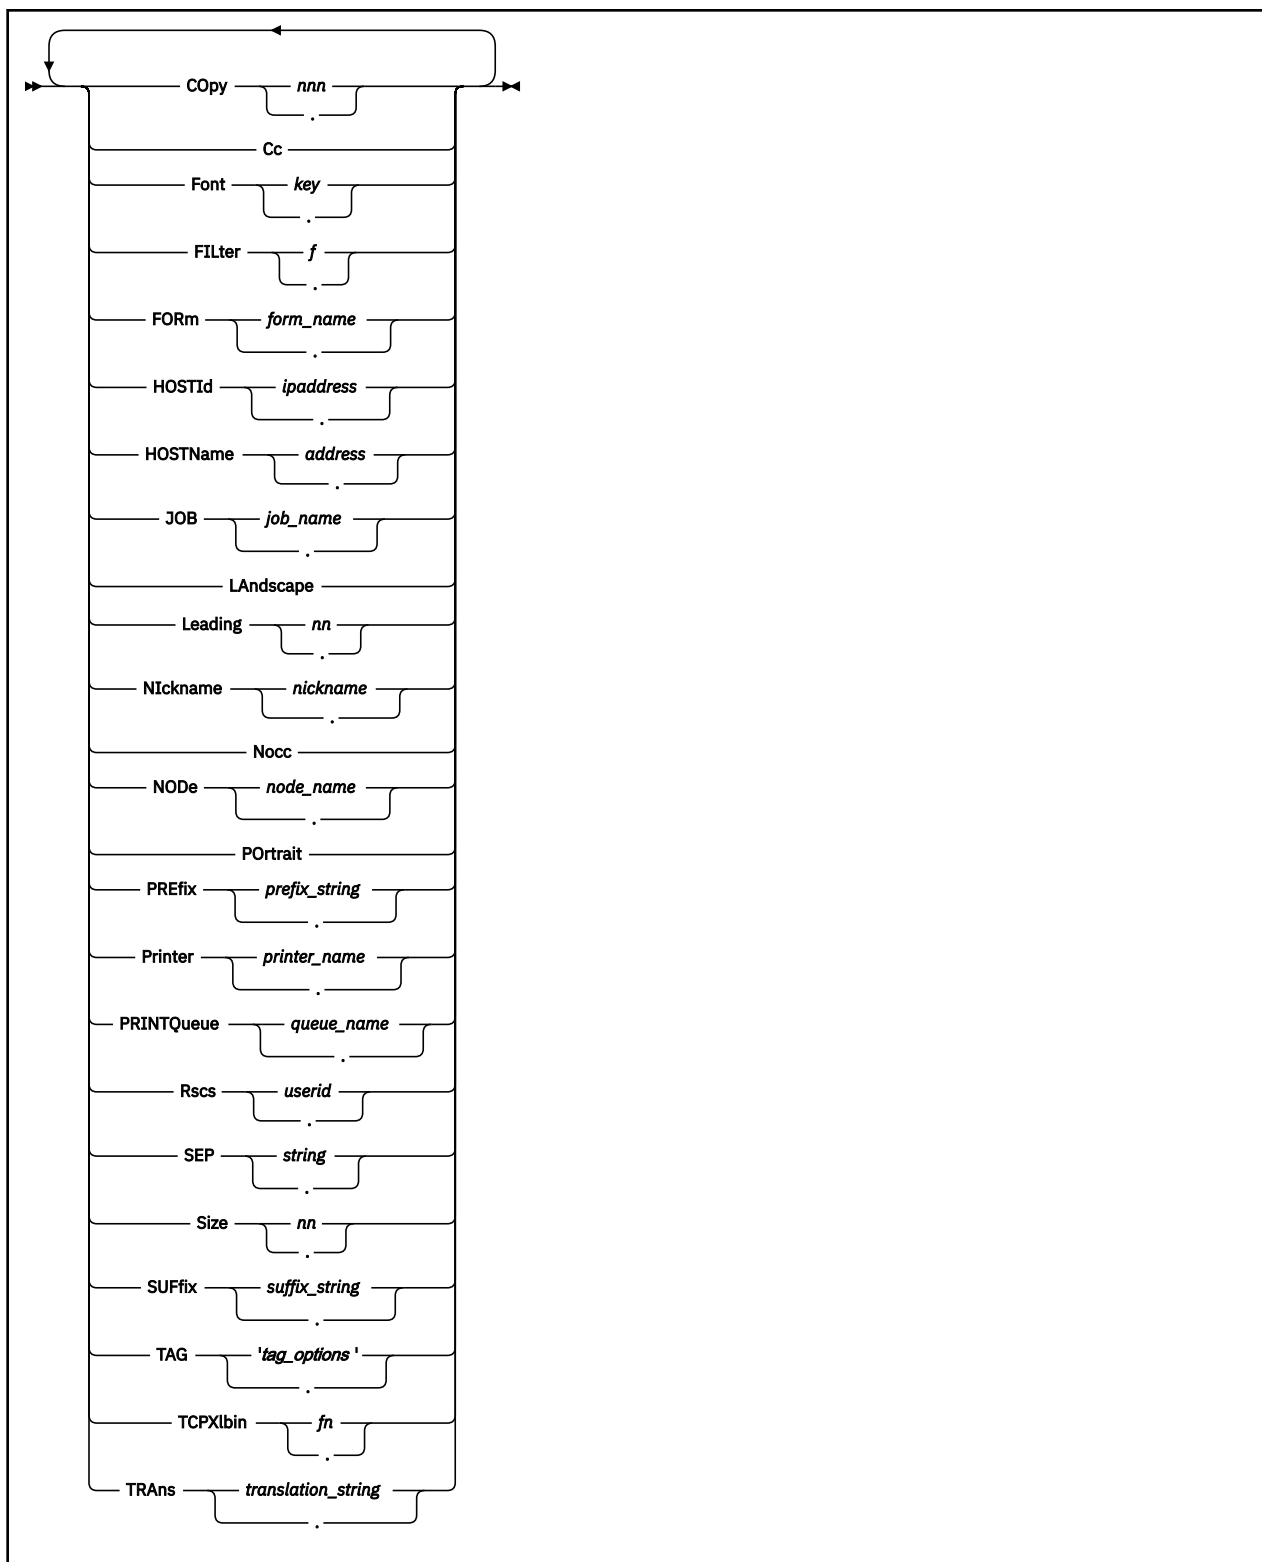 COpy nnn
.
Cc
Font key
.
FILter f
.
FORm form_name
.
HOSTId ipaddress
.
HOSTName address
.
JOB job_name
.
LAndscape
Leading nn
.
NIckname nickname
.
Nocc
NODe node_name
.
POrtrait
PREfix prefix_string
.
Printer printer_name
.
PRINTQueue queue_name
.
Rscs userid
.
SEP string
.
Size nn
.
SUFfix suffix_string
.
TAG 'tag_options '
.
TCPXlbin fn
.
TRAns translation_string
.